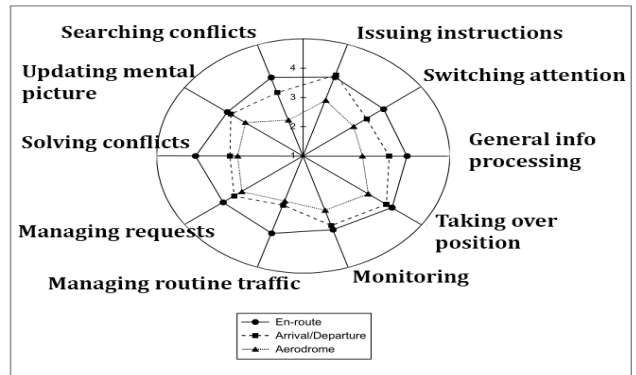 Searching conflicts
Issuing instructions
Updating mental
picture
Switching attention
Solving conflicts
General info
processing
4
3
2
1
Managing requests
Taking over
position
Managing routine traffic
Monitoring
En-route
Arrival/Departure
Aerodrome